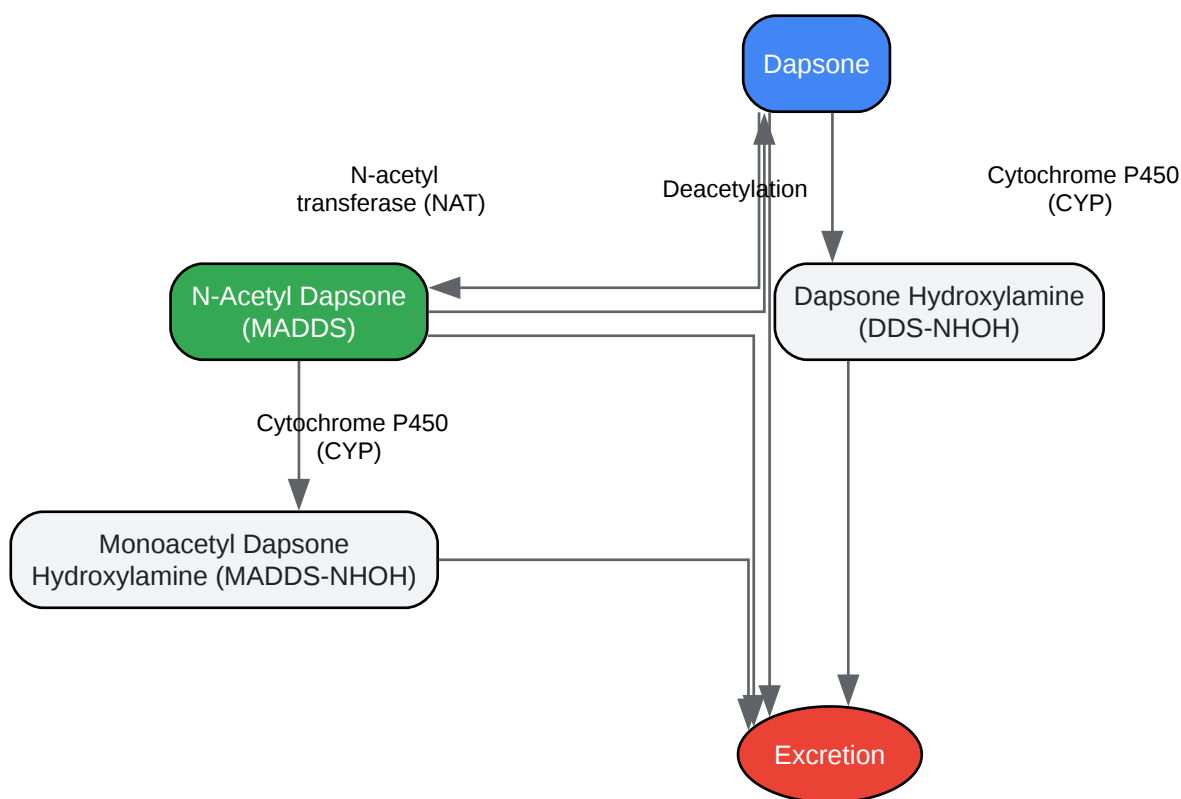 Dapsone
N-acetyl
transferase (NAT)
Deacetylation
Cytochrome P450
(CYP)
N-Acetyl Dapsone
(MADDS)
Dapsone Hydroxylamine
(DDS-NHOH)
Cytochrome P450
(CYP)
Monoacetyl Dapsone
Hydroxylamine (MADDS-NHOH)
Excretion